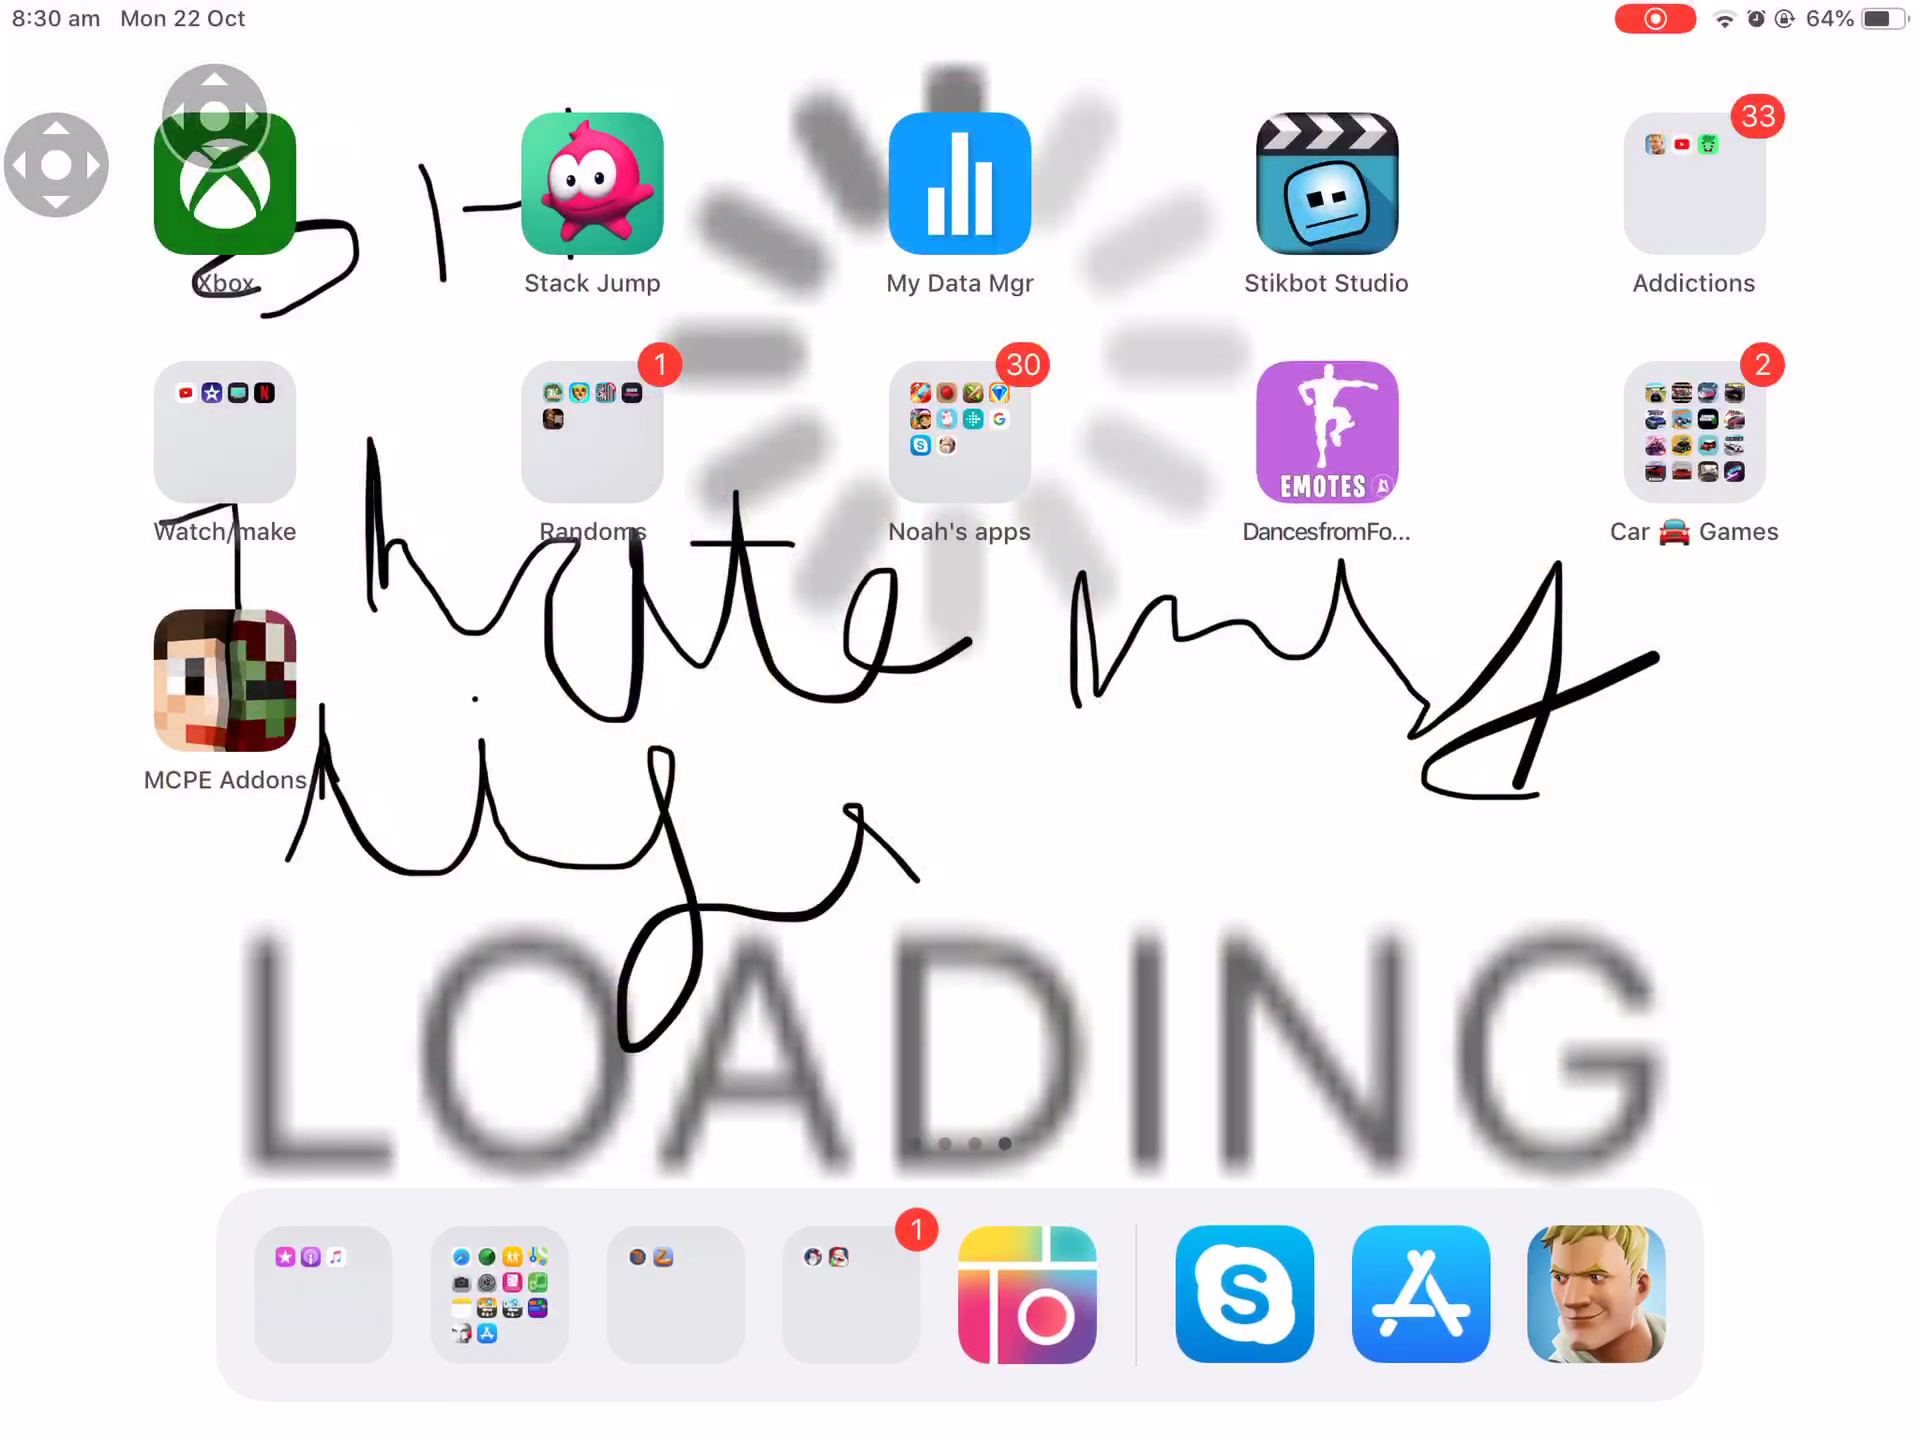 8:30 am Mon 22 Oct 64%
33
Xbox Stack Jump My Data Mgr Stikbot Studio Addictions
1 30 2
EMOTES
Watch/make Randoms Noah's apps DancesfromFo... Car 🚘 Games
I hate my
MCPE Addons
LOADING
1